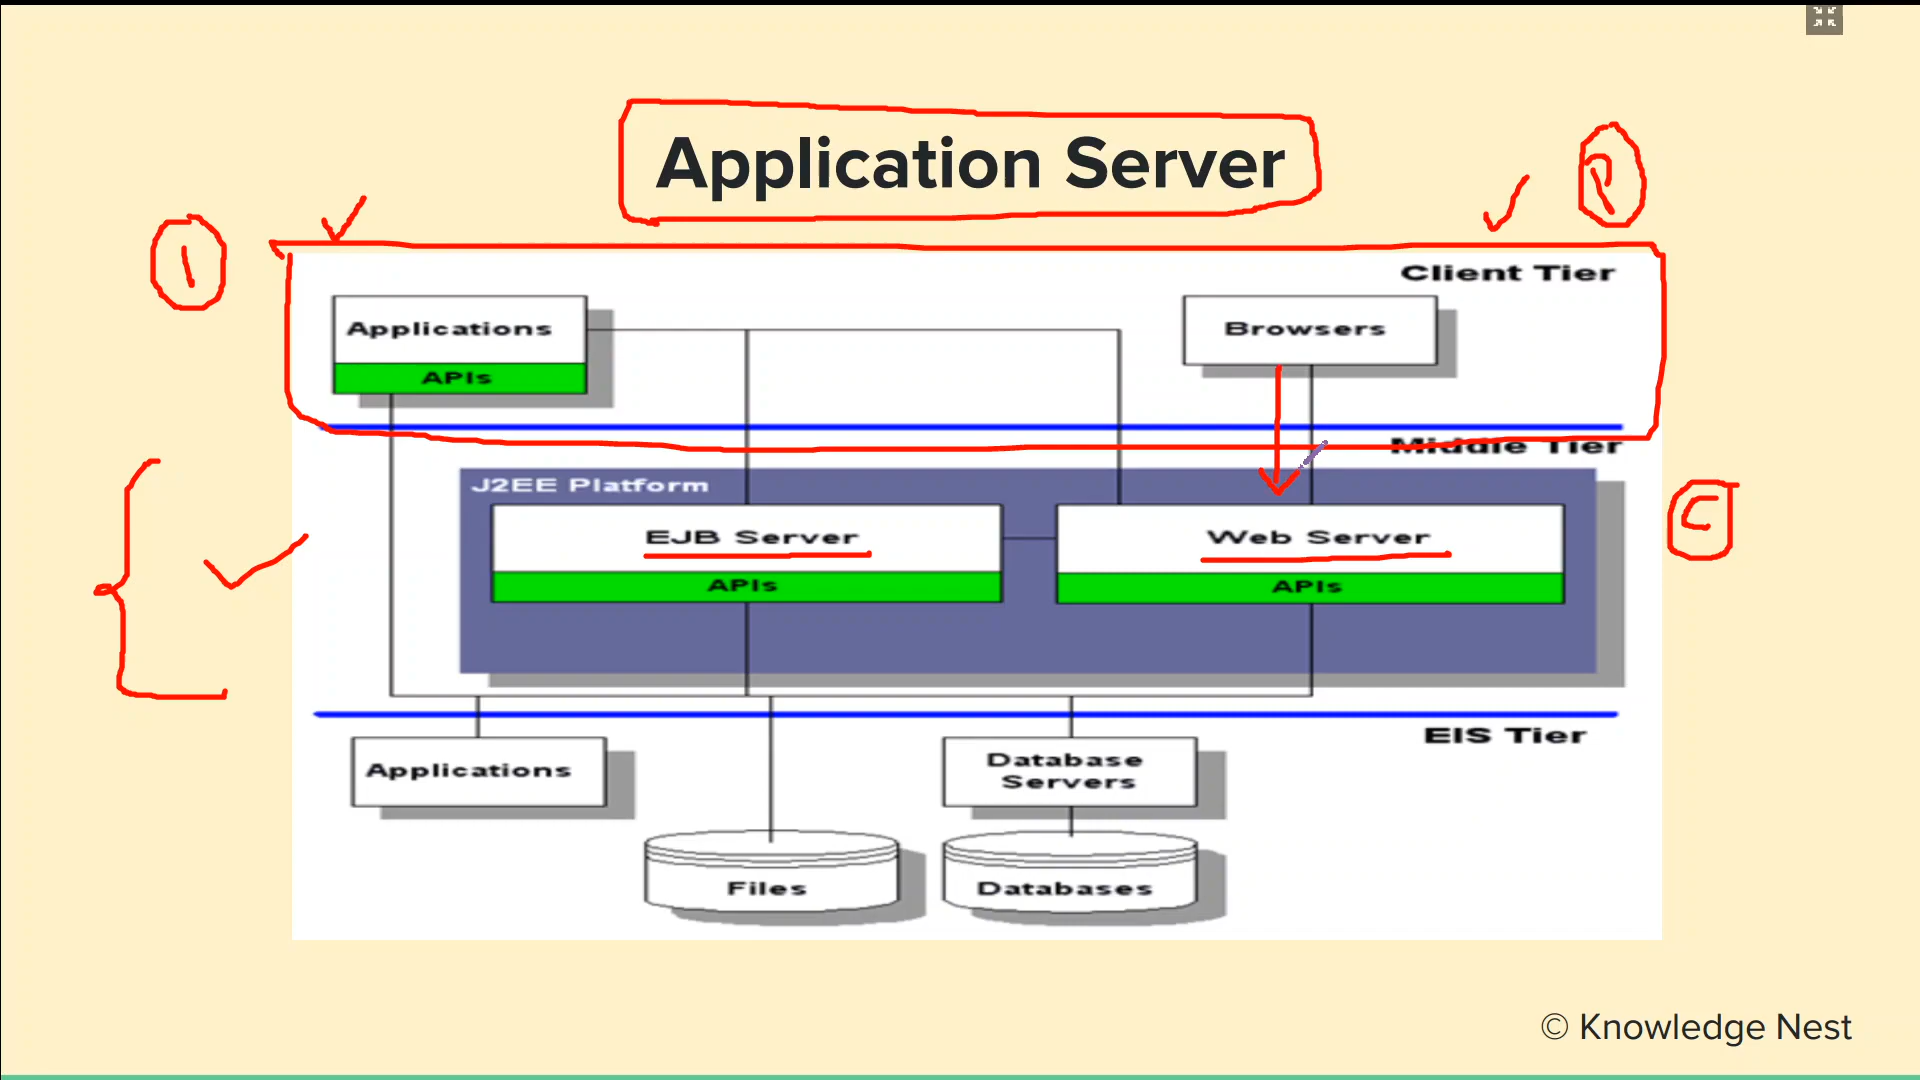 Application Server
1
P
Client Tier
Applications
Browsers
APIs
Middle Tier
J2EE Platform
EJB Server
Web Server
C
APIs
APIs
EIS Tier
Applications
Database
Servers
Files
Databases
© Knowledge Nest